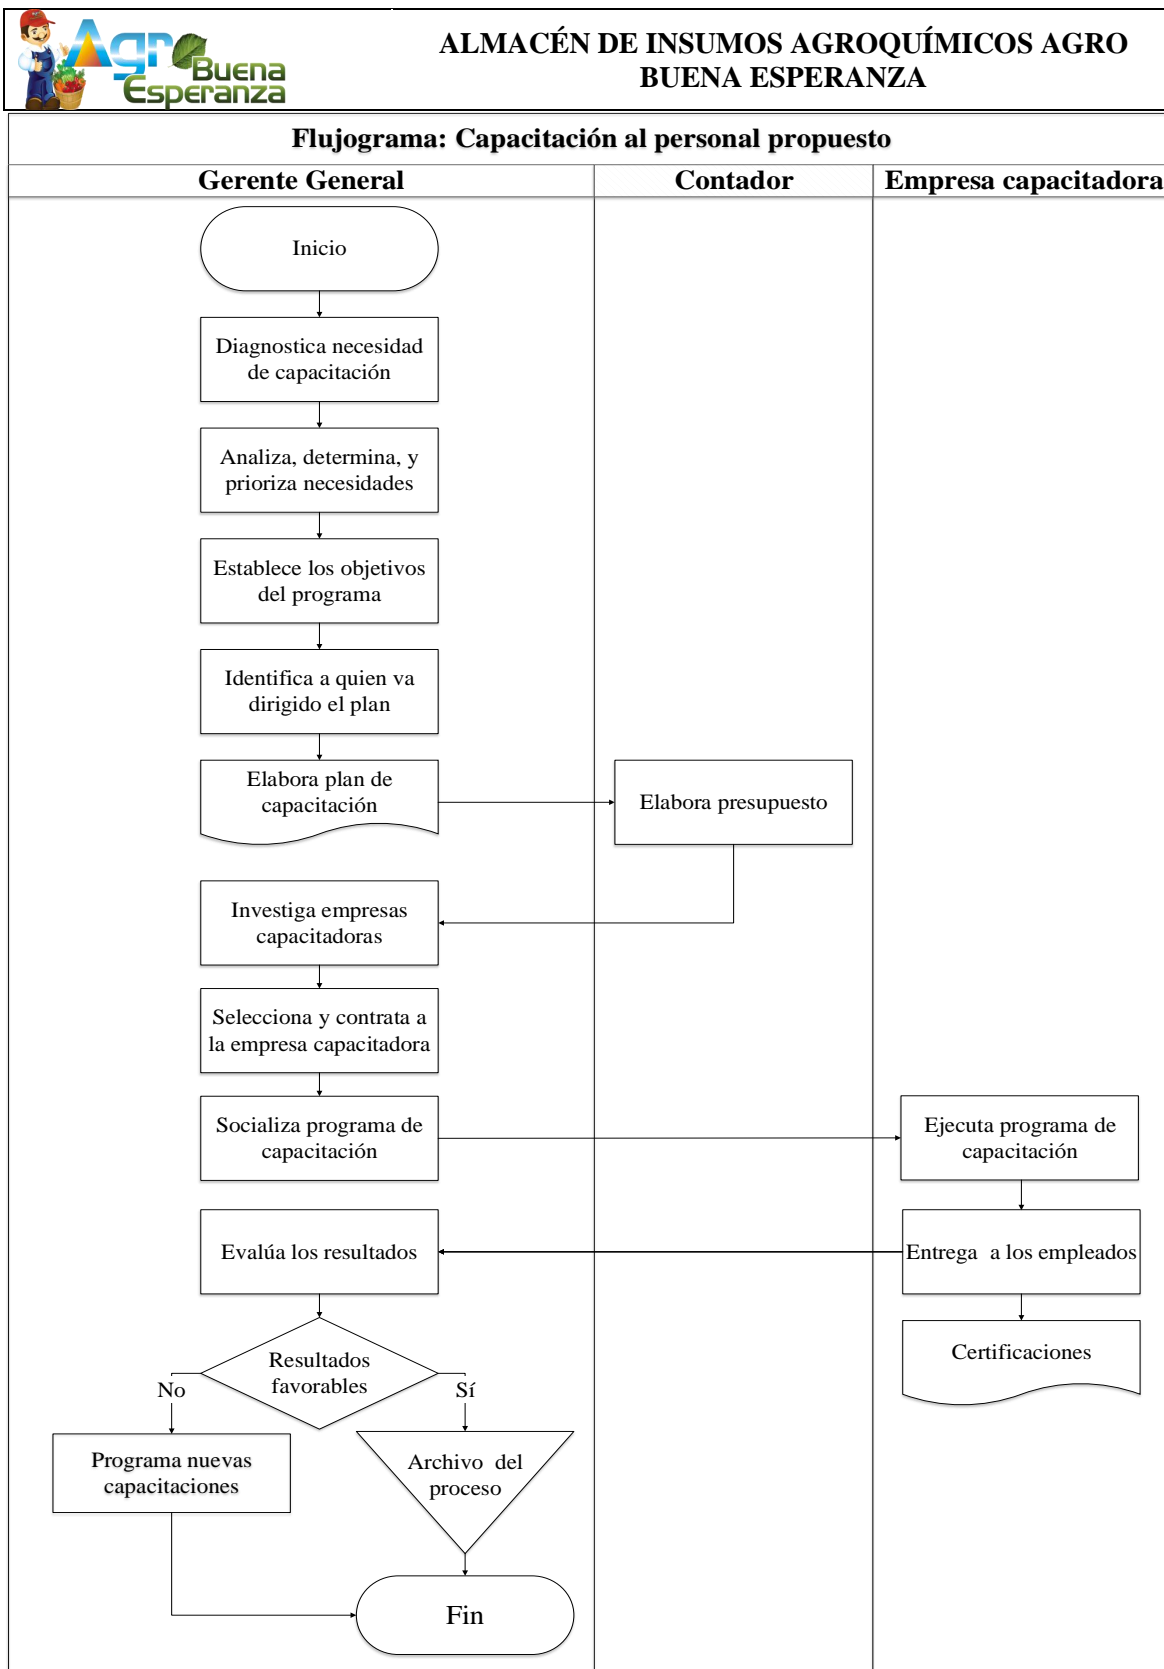 Agro
Buena
Esperanza
ALMACÉN DE INSUMOS AGROQUÍMICOS AGRO
BUENA ESPERANZA
Flujograma: Capacitación al personal propuesto
Gerente General
Contador
Empresa capacitadora
Inicio
Diagnostica necesidad
de capacitación
Analiza, determina, y
prioriza necesidades
Establece los objetivos
del programa
Identifica a quien va
dirigido el plan
Elabora plan de
capacitación
Elabora presupuesto
Investiga empresas
capacitadoras
Selecciona y contrata a
la empresa capacitadora
Socializa programa de
capacitación
Ejecuta programa de
capacitación
Evalúa los resultados
Entrega  a los empleados
Certificaciones
Resultados
favorables
No
Sí
Programa nuevas
capacitaciones
Archivo  del
proceso
Fin